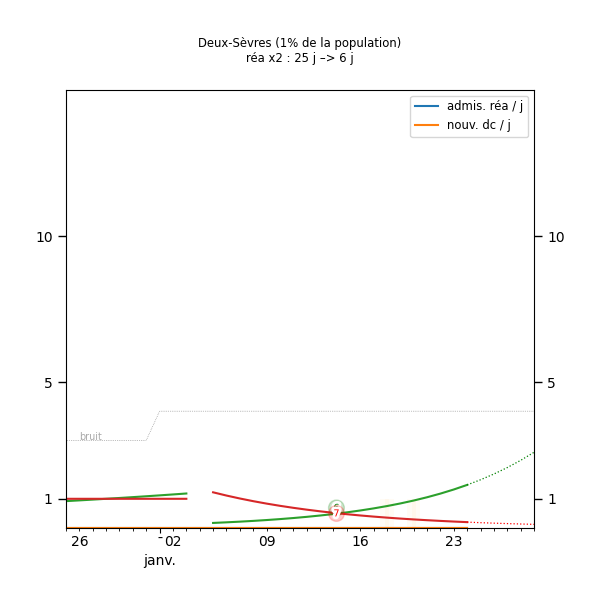 Deux-Sèvres (1% de la population)
réa x2 : 25 j –> 6 j
admis. réa / j
nouv. dc / j
10 10
5 5
bruit
1 7 1
26 02 09 16 23
janv.